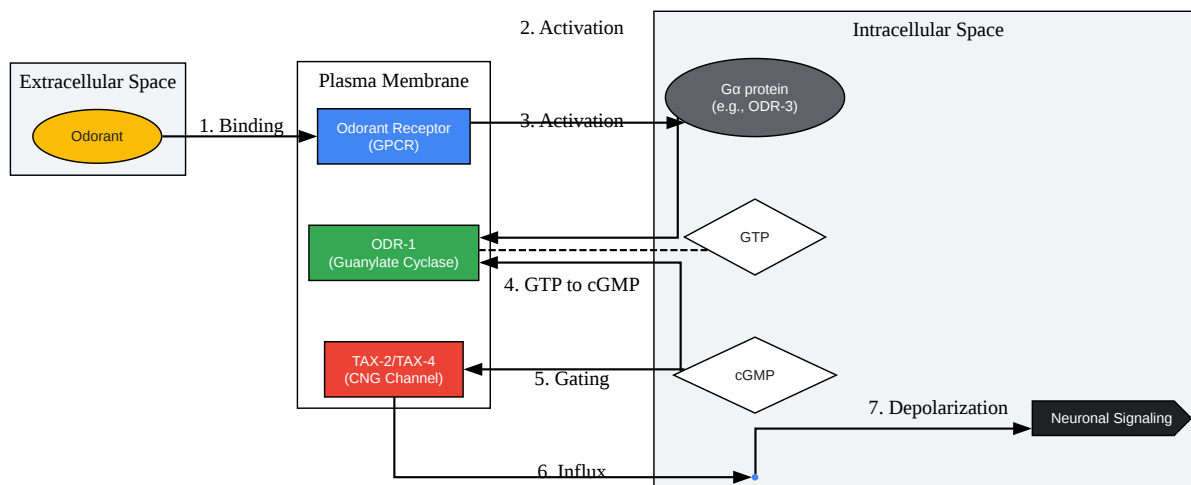 2. Activation
Intracellular Space
Extracellular Space
Plasma Membrane
Gα protein
(e.g., ODR-3)
Odorant
1. Binding
Odorant Receptor
(GPCR)
3. Activation
ODR-1
(Guanylate Cyclase)
GTP
4. GTP to cGMP
TAX-2/TAX-4
(CNG Channel)
5. Gating
cGMP
7. Depolarization
Neuronal Signaling
6. Influx